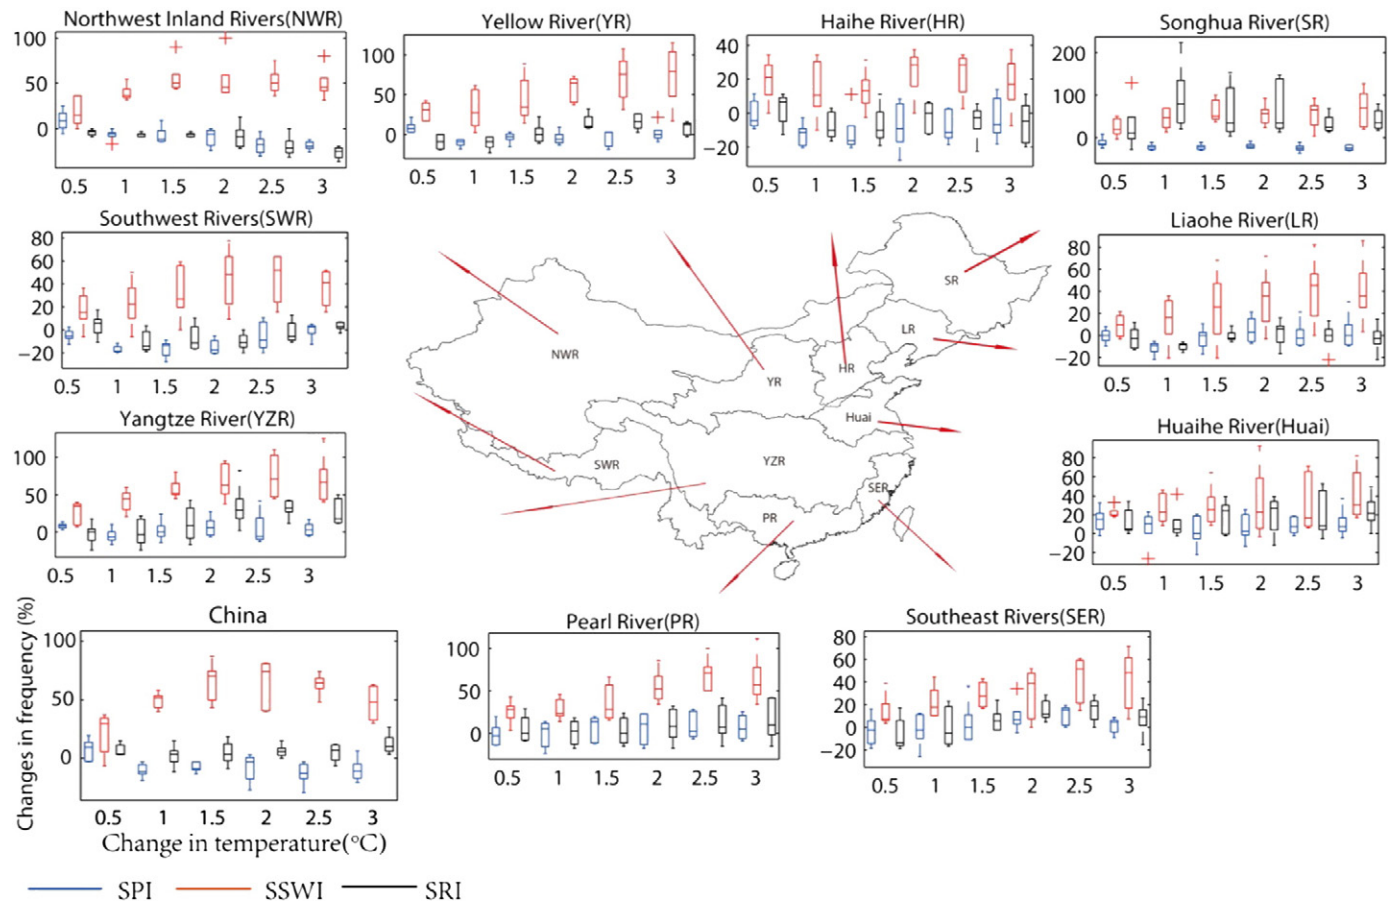 Northwest Inland Rivers(NWR)
100
50
0
0.5 1 1.5 2 2.5 3
Yellow River(YR)
100
50
0
0.5 1 1.5 2 2.5 3
Haihe River(HR)
40
20
0
−20
0.5 1 1.5 2 2.5 3
Songhua River(SR)
200
100
0
0.5 1 1.5 2 2.5 3
Southwest Rivers(SWR)
80
60
40
20
0
−20
0.5 1 1.5 2 2.5 3
Liaohe River(LR)
80
60
40
20
0
−20
0.5 1 1.5 2 2.5 3
SR
LR
NWR
HR
YR
Huai
SWR
YZR
SER
PR
Yangtze River(YZR)
100
50
0
0.5 1 1.5 2 2.5 3
Huaihe River(Huai)
80
60
40
20
0
−20
0.5 1 1.5 2 2.5 3
China
Changes in frequency (%)
100
50
0
0.5 1 1.5 2 2.5 3
Change in temperature(°C)
Pearl River(PR)
100
50
0
0.5 1 1.5 2 2.5 3
Southeast Rivers(SER)
80
60
40
20
0
−20
0.5 1 1.5 2 2.5 3
SPI SSWI SRI